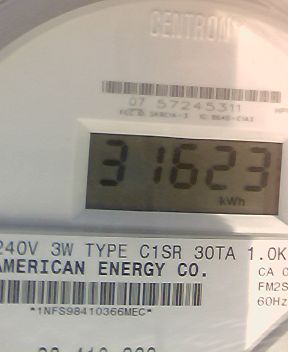 CENTRON
07 57245311
31623
kWh
240V 3W TYPE C1SR 30TA 1.0K
AMERICAN ENERGY CO.
CA 0
FM2S
60Hz
*1NFS98410366MEC*